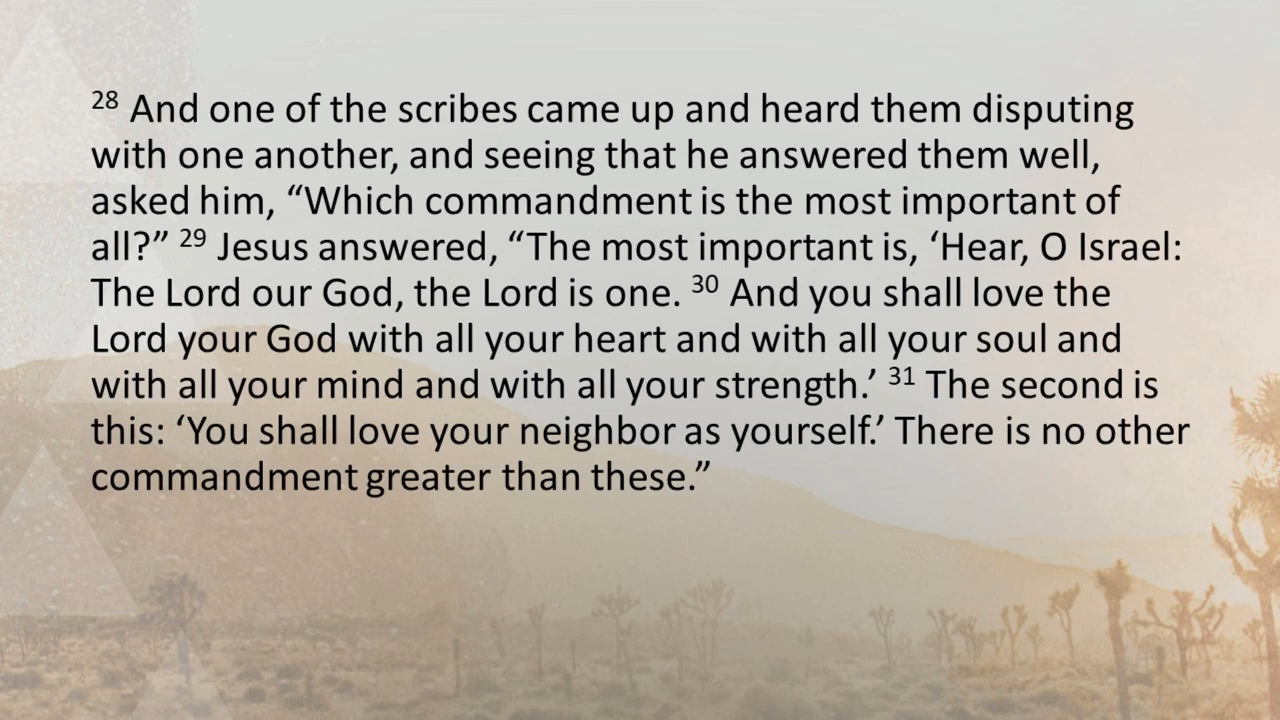 28 And one of the scribes came up and heard them disputing
with one another, and seeing that he answered them well,
asked him, “Which commandment is the most important of
all?” 29 Jesus answered, “The most important is, ‘Hear, O Israel:
The Lord our God, the Lord is one. 30 And you shall love the
Lord your God with all your heart and with all your soul and
with all your mind and with all your strength.’ 31 The second is
this: ‘You shall love your neighbor as yourself.’ There is no other
commandment greater than these.”